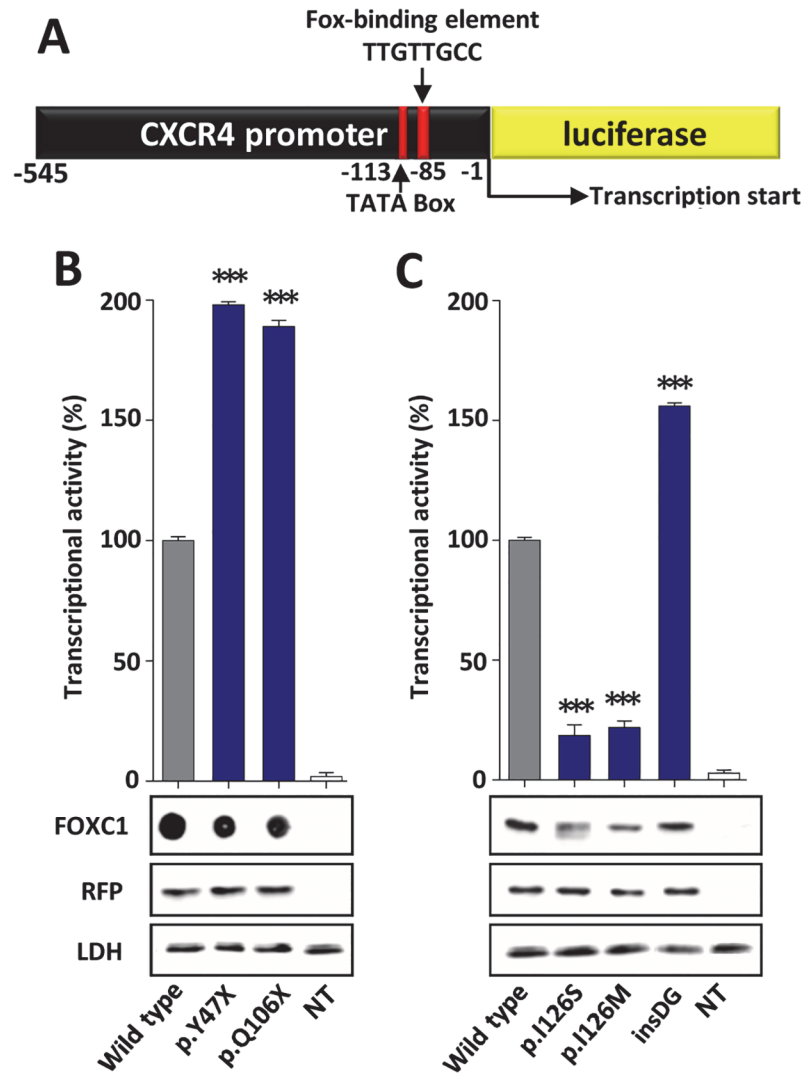 A
Fox-binding element
TTGTTGCC
CXCR4 promoter
luciferase
-545
-113
-85
-1
TATA Box
Transcription start
B
C
Transcriptional activity (%)
200
150
100
50
0
***
***
Transcriptional activity (%)
200
150
100
50
0
***
***
***
FOXC1
RFP
LDH
Wild type
p.Y47X
p.Q106X
NT
Wild type
p.I126S
p.I126M
insDG
NT